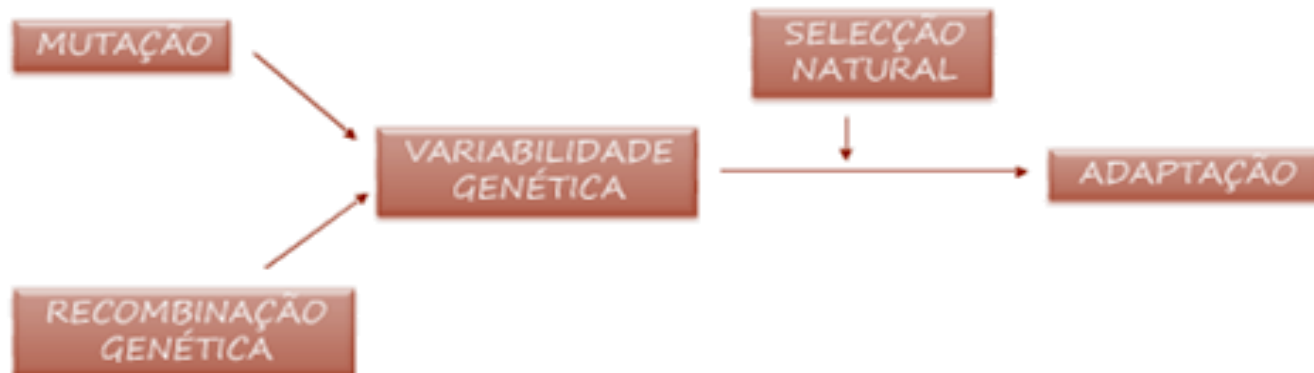 MUTAÇÃO
SELECÇÃO
NATURAL
VARIABILIDADE
GENÉTICA
ADAPTAÇÃO
RECOMBINAÇÃO
GENÉTICA